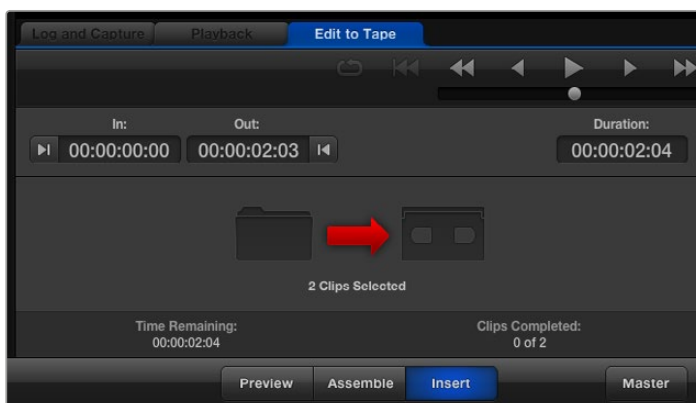 Log and Capture Playback Edit to Tape
In: Out: Duration:
00:00:00:00 00:00:02:03 00:00:02:04
2 Clips Selected
Time Remaining: Clips Completed:
00:00:02:04 0 of 2
Preview Assemble Insert Master